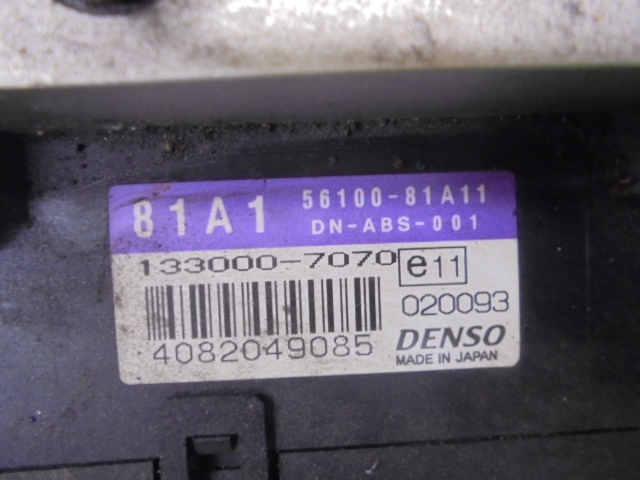 81A1 56100-81A11
DN-ABS-001
133000-7070 e11
020093
4082049085 DENSO
MADE IN JAPAN